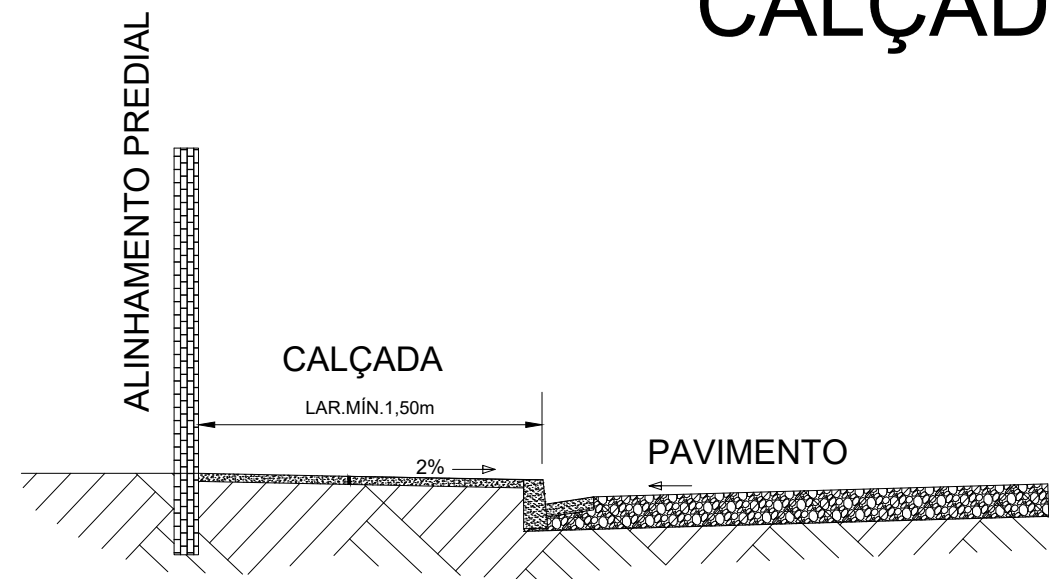 CALÇAD
ALINHAMENTO PREDIAL
CALÇADA
LAR.MÍN.1,50m
2%
PAVIMENTO